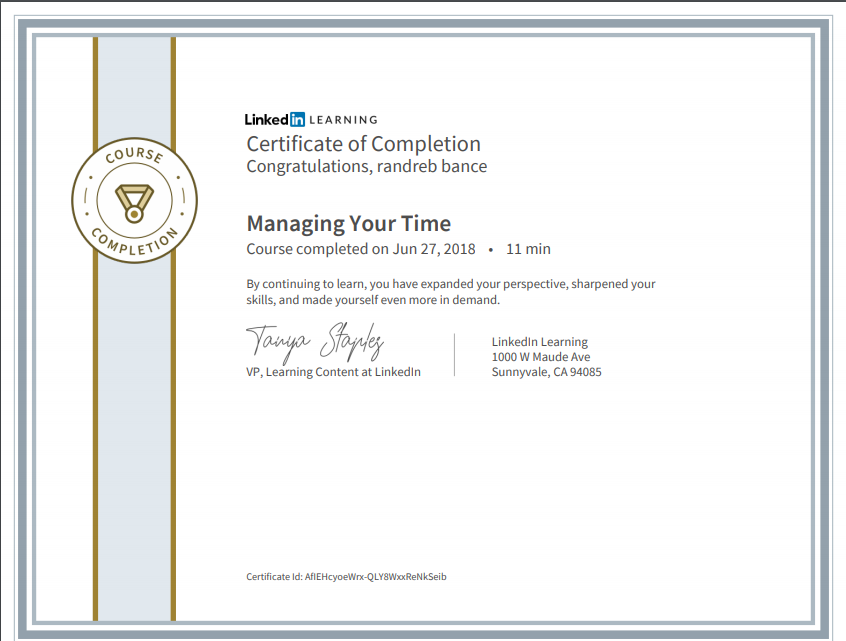 COURSE
COMPLETION
Linked in LEARNING
Certificate of Completion
Congratulations, randreb bance
Managing Your Time
Course completed on Jun 27, 2018 • 11 min
By continuing to learn, you have expanded your perspective, sharpened your
skills, and made yourself even more in demand.
Tanya Staples
VP, Learning Content at LinkedIn
LinkedIn Learning
1000 W Maude Ave
Sunnyvale, CA 94085
Certificate Id: AflEHcyoeWrx-QLY8WxxReNkSeib